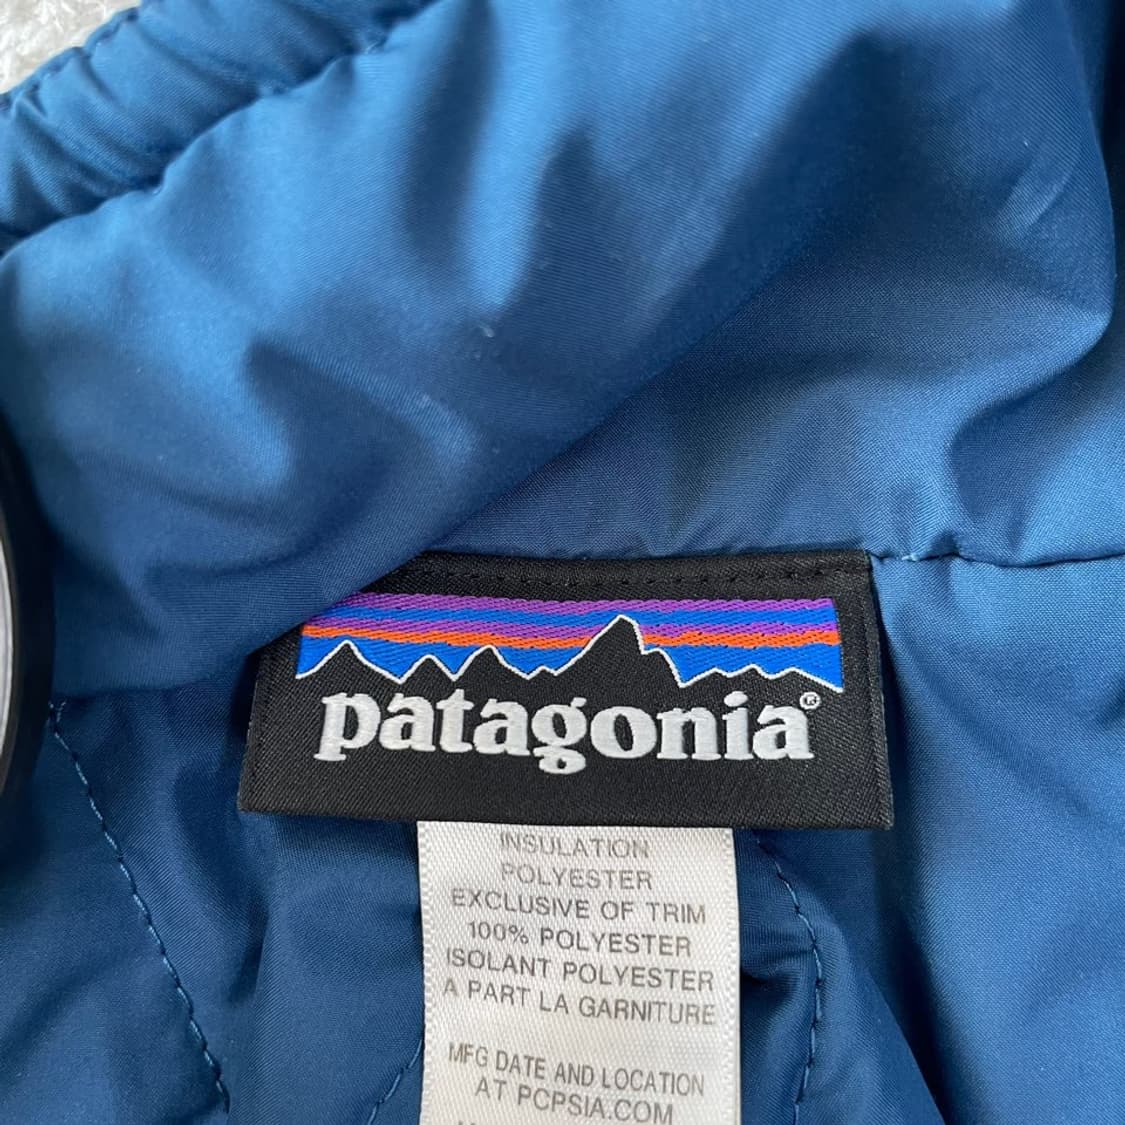 patagonia®
INSULATION
POLYESTER
EXCLUSIVE OF TRIM
100% POLYESTER
ISOLANT POLYESTER
A PART LA GARNITURE
MFG DATE AND LOCATION
AT PCPSIA.COM